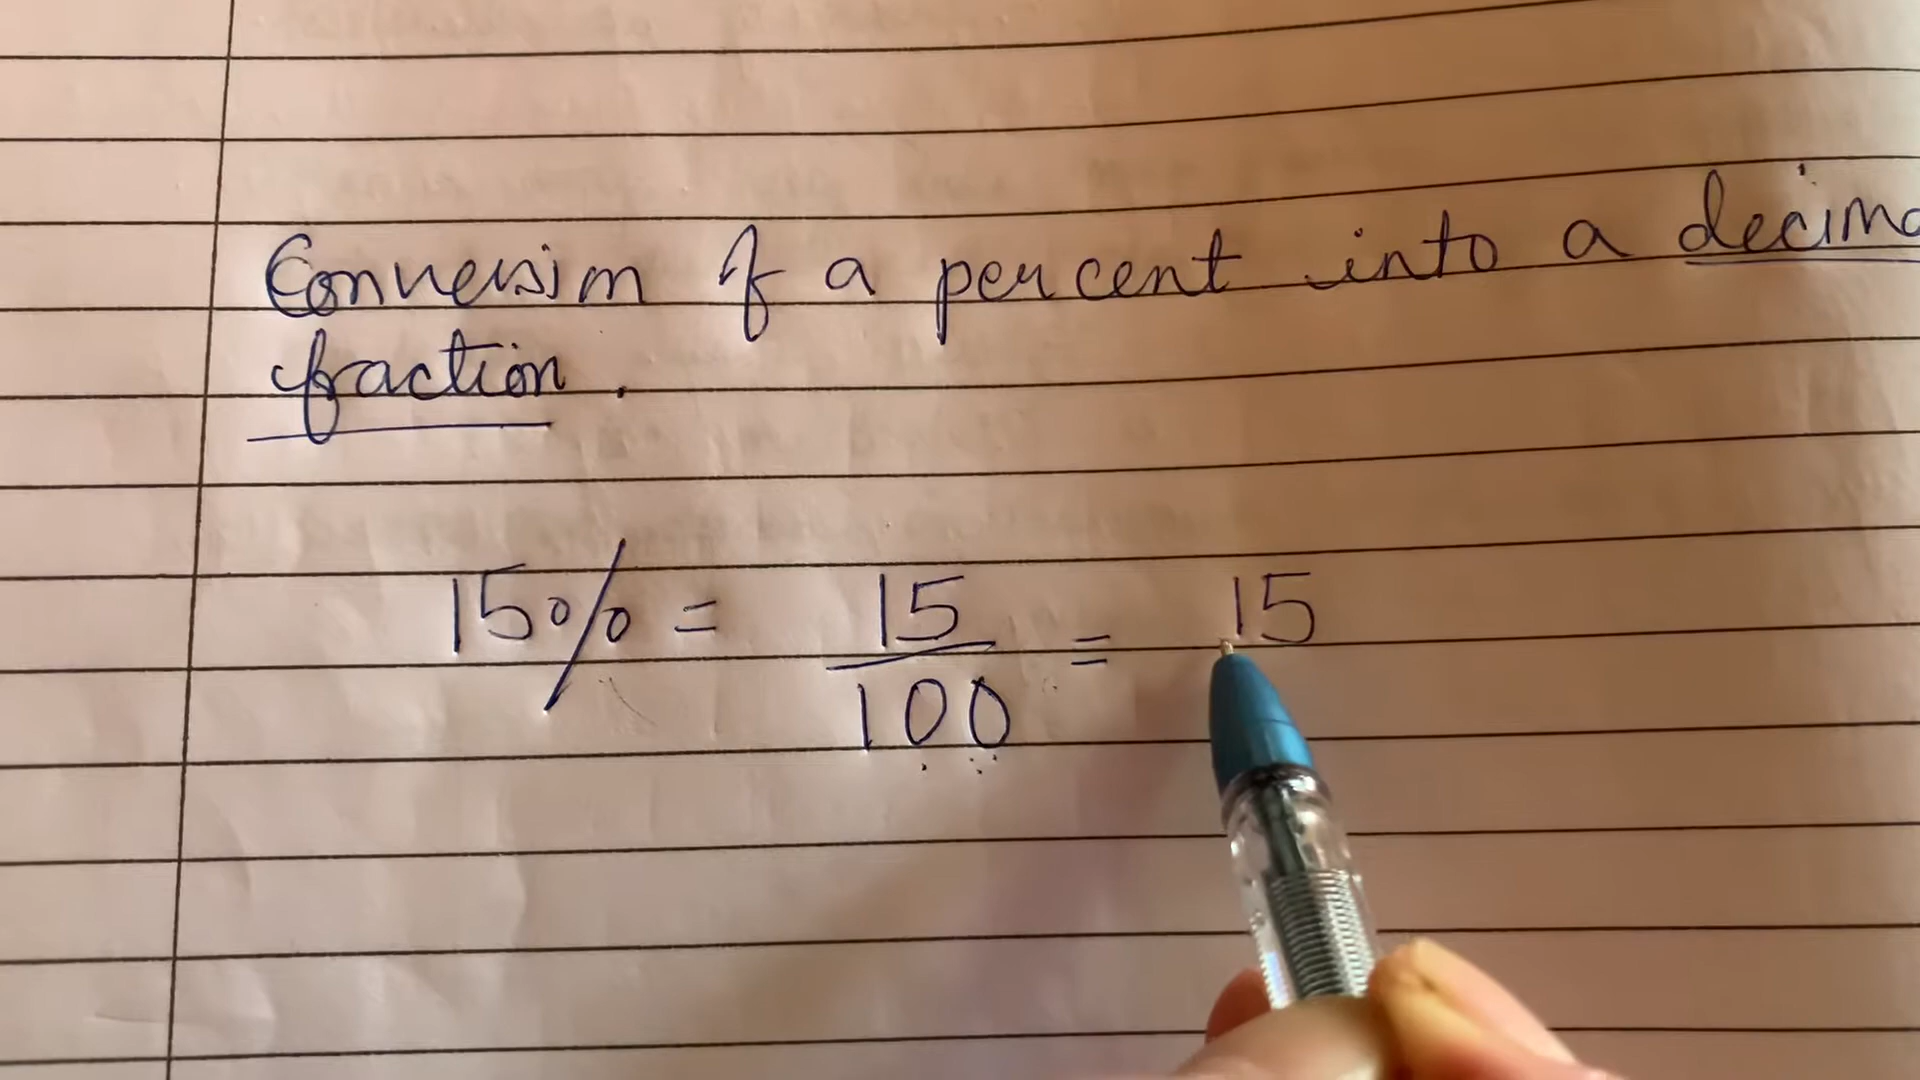 Conversion of a percent into a decima
fraction.
15% = 15/100 = 15